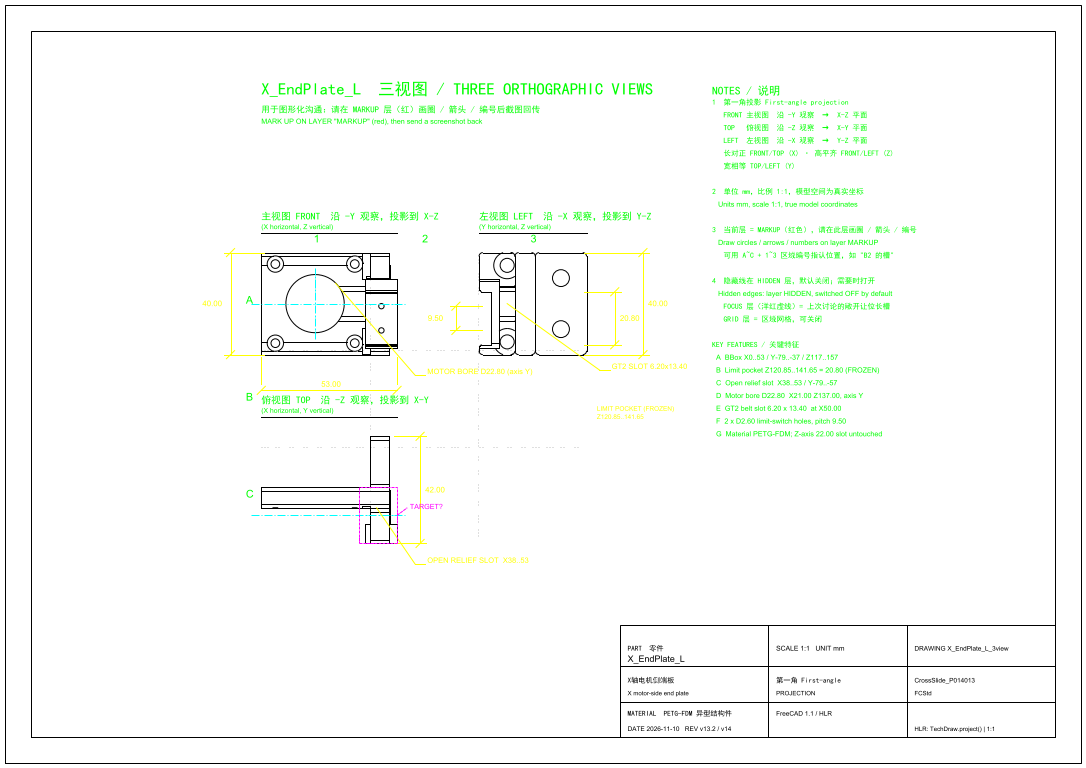 X_EndPlate_L 三视图 / THREE ORTHOGRAPHIC VIEWS
用于图形化沟通: 请在 MARKUP 层 (红) 画圈 / 箭头 / 编号后截图回传
MARK UP ON LAYER "MARKUP" (red), then send a screenshot back
NOTES / 说明
1 第一角投影 First-angle projection
FRONT 主视图 沿 -Y 观察 → X-Z 平面
TOP 俯视图 沿 -Z 观察 → X-Y 平面
LEFT 左视图 沿 -X 观察 → Y-Z 平面
长对正 FRONT/TOP (X) · 高平齐 FRONT/LEFT (Z)
宽相等 TOP/LEFT (Y)
2 单位 mm, 比例 1:1, 模型空间为真实坐标
Units mm, scale 1:1, true model coordinates
3 当前层 = MARKUP (红色), 请在此层画圈 / 箭头 / 编号
Draw circles / arrows / numbers on layer MARKUP
可用 A~C + 1~3 区域编号指认位置, 如 "B2 的槽"
4 隐藏线在 HIDDEN 层, 默认关闭; 需要时打开
Hidden edges: layer HIDDEN, switched OFF by default
FOCUS 层 (洋红虚线) = 上次讨论的敞开让位长槽
GRID 层 = 区域网格, 可关闭
KEY FEATURES / 关键特征
A BBox X0..53 / Y-79..-37 / Z117..157
B Limit pocket Z120.85..141.65 = 20.80 (FROZEN)
C Open relief slot X38..53 / Y-79..-57
D Motor bore D22.80 X21.00 Z137.00, axis Y
E GT2 belt slot 6.20 x 13.40 at X50.00
F 2 x D2.60 limit-switch holes, pitch 9.50
G Material PETG-FDM; Z-axis 22.00 slot untouched
主视图 FRONT 沿 -Y 观察, 投影到 X-Z
(X horizontal, Z vertical)
左视图 LEFT 沿 -X 观察, 投影到 Y-Z
(Y horizontal, Z vertical)
1
2
3
A
40.00
9.50
20.80
40.00
MOTOR BORE D22.80 (axis Y)
GT2 SLOT 6.20x13.40
53.00
B
俯视图 TOP 沿 -Z 观察, 投影到 X-Y
(X horizontal, Y vertical)
LIMIT POCKET (FROZEN)
Z120.85..141.65
C
42.00
TARGET?
OPEN RELIEF SLOT X38..53
PART 零件
X_EndPlate_L
SCALE 1:1 UNIT mm
DRAWING X_EndPlate_L_3view
X轴电机侧端板
X motor-side end plate
第一角 First-angle
PROJECTION
CrossSlide_P014013
FCStd
MATERIAL PETG-FDM 异型结构件
DATE 2026-11-10 REV v13.2 / v14
FreeCAD 1.1 / HLR
HLR: TechDraw.project() | 1:1